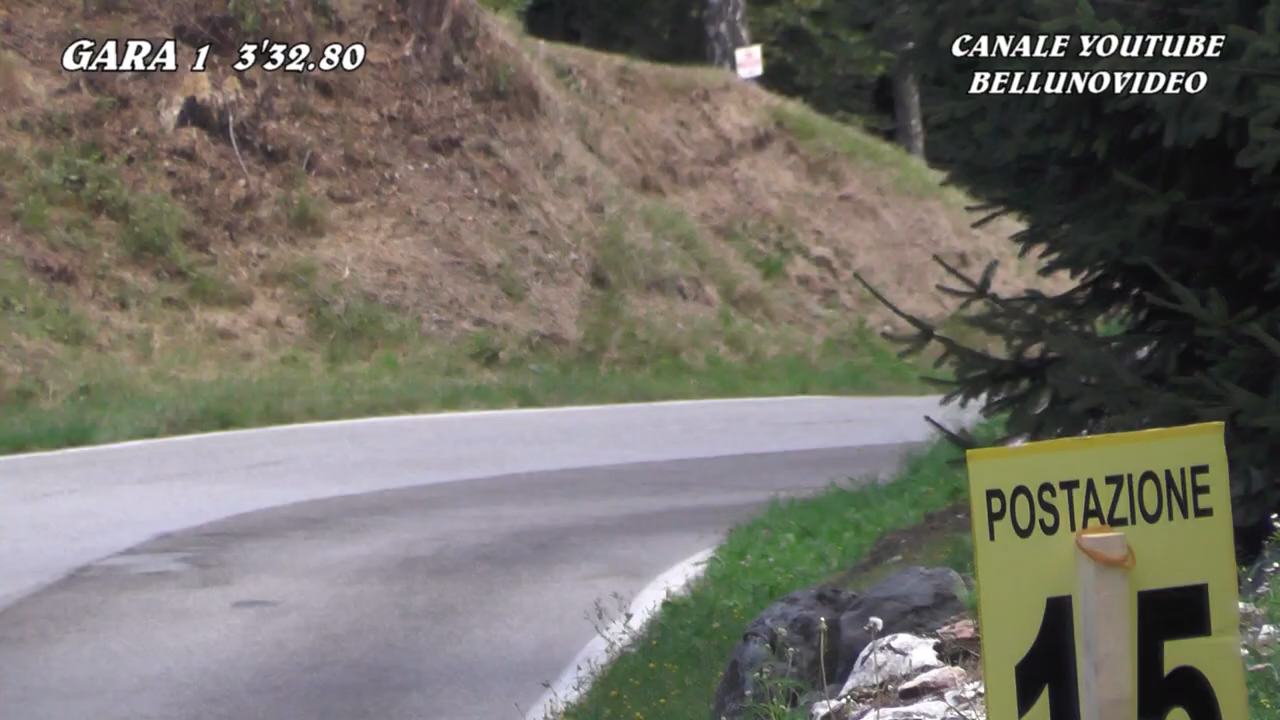 GARA 1 3'32.80
CANALE YOUTUBE
BELLUNOVIDEO
POSTAZIONE
15